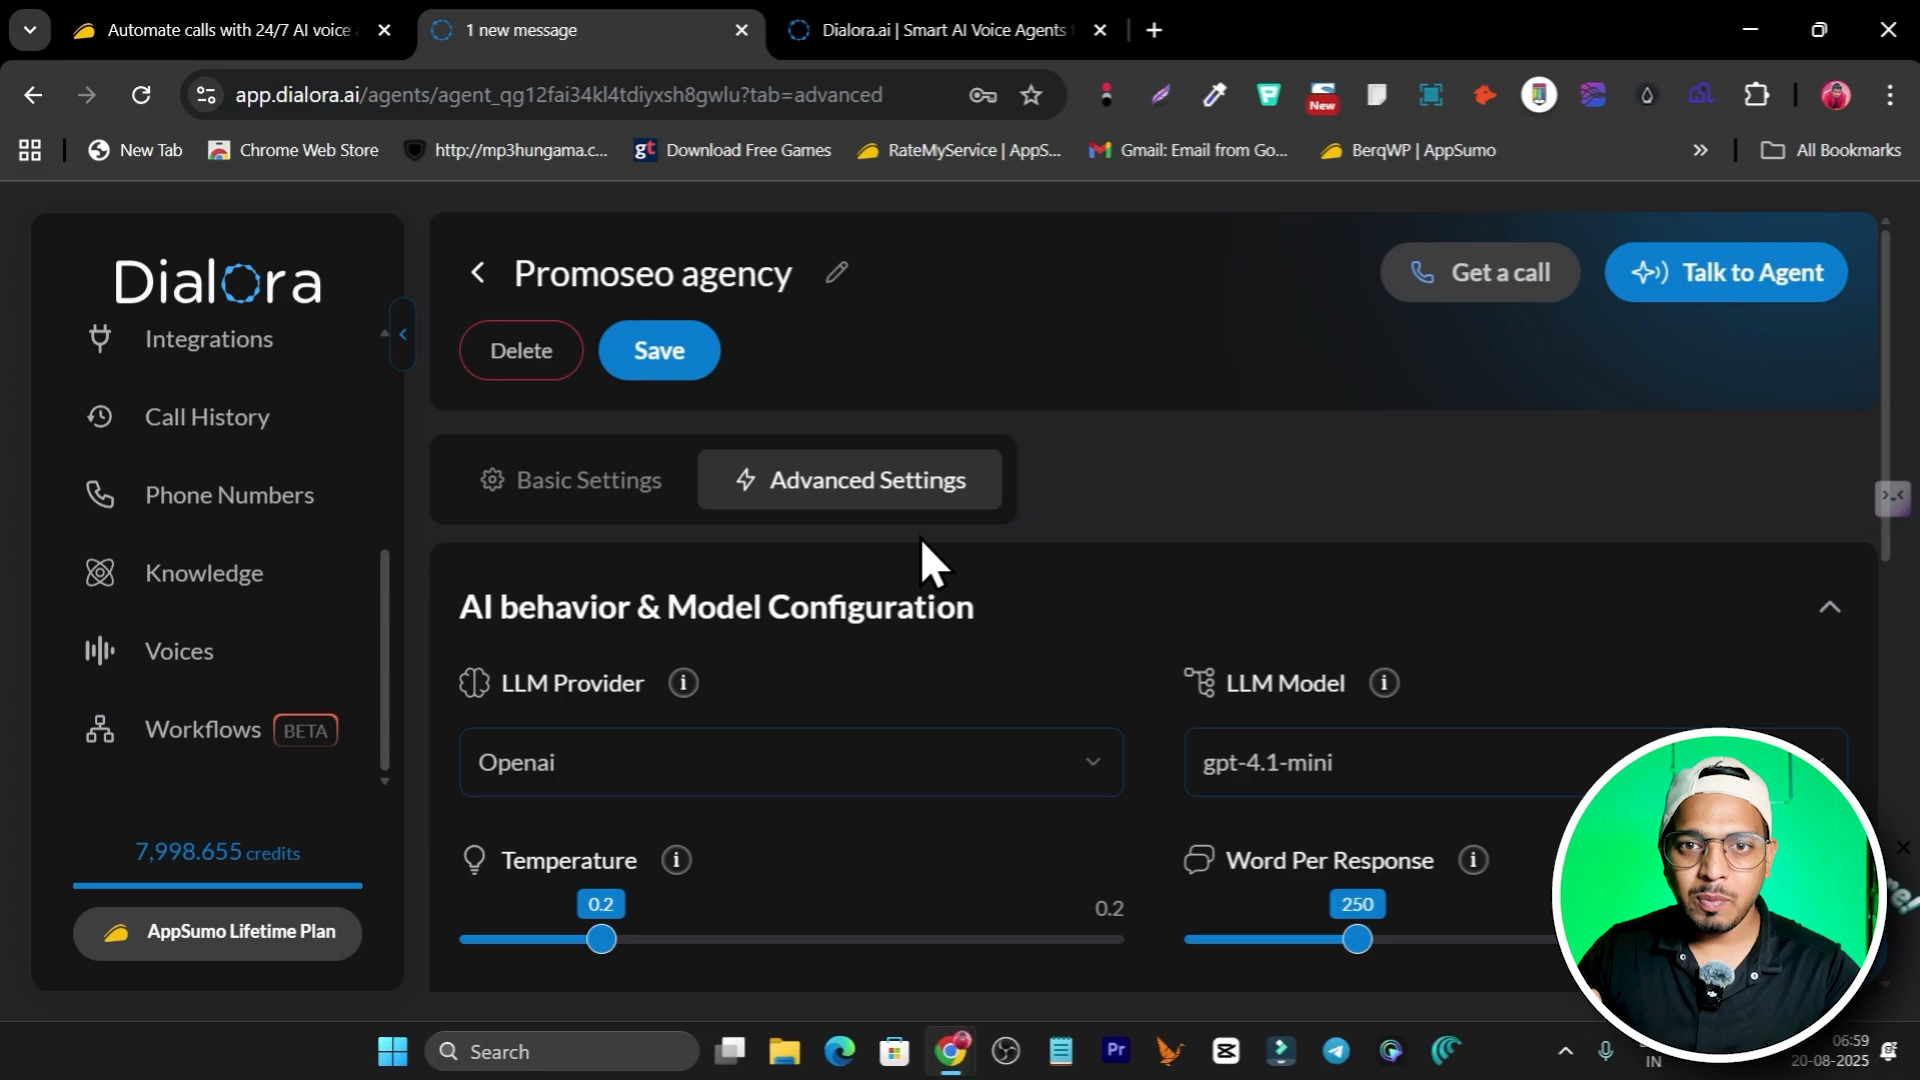 Automate calls with 24/7 AI voice
1 new message
Dialora.ai | Smart AI Voice Agents
app.dialora.ai/agents/agent_qg12fai34kl4tdiyxsh8gwlu?tab=advanced
New
New Tab
Chrome Web Store
http://mp3hungama.c...
gt
Download Free Games
RateMyService | AppS...
Gmail: Email from Go...
BerqWP | AppSumo
All Bookmarks
Dialora
Integrations
Call History
Phone Numbers
Knowledge
Voices
Workflows BETA
7,998.655 credits
AppSumo Lifetime Plan
Promoseo agency
Get a call
Talk to Agent
Delete
Save
Basic Settings
Advanced Settings
AI behavior & Model Configuration
LLM Provider
LLM Model
Openai
gpt-4.1-mini
Temperature
Word Per Response
0.2
0.2
250
Search
Pr
IN
06:59
20-08-2025